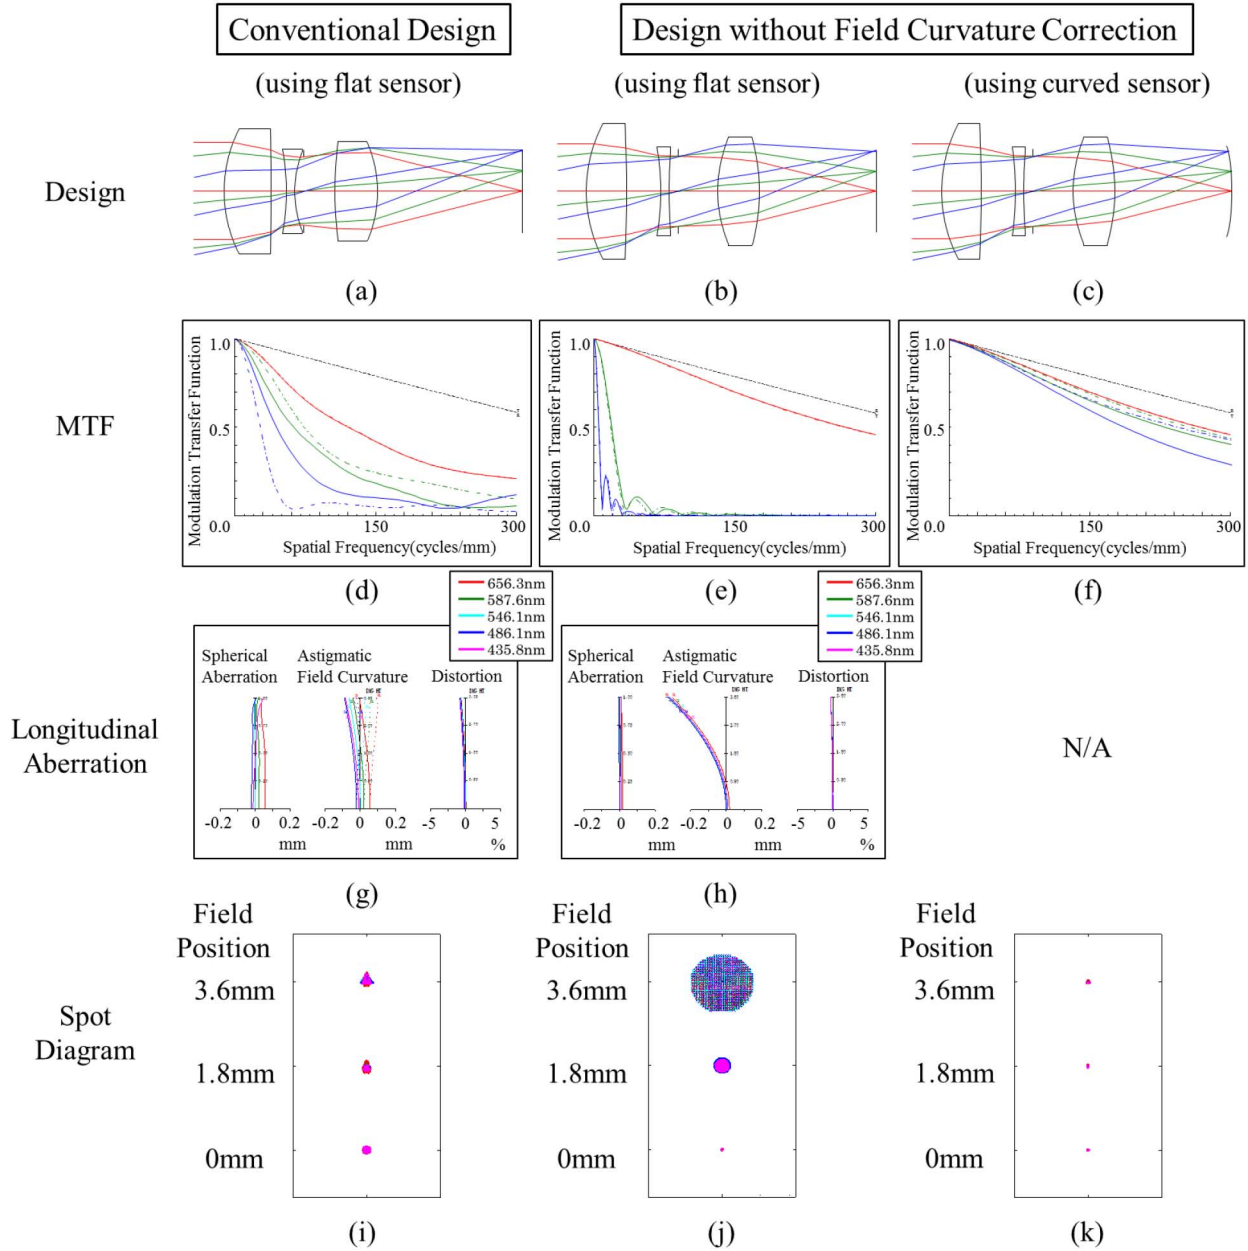 Conventional Design
Design without Field Curvature Correction
(using flat sensor)
(using flat sensor)
(using curved sensor)
Design
(a)
(b)
(c)
MTF
Modulation Transfer Function
1.0
0.5
0.0
150
300
Spatial Frequency(cycles/mm)
Modulation Transfer Function
1.0
0.5
0.0
150
300
Spatial Frequency(cycles/mm)
Modulation Transfer Function
1.0
0.5
0.0
150
300
Spatial Frequency(cycles/mm)
(d)
(e)
(f)
656.3nm
587.6nm
546.1nm
486.1nm
435.8nm
656.3nm
587.6nm
546.1nm
486.1nm
435.8nm
Longitudinal
Aberration
Spherical
Aberration
Astigmatic
Field Curvature
Distortion
-0.2
0
0.2
mm
-0.2
0
0.2
mm
-5
0
5
%
Spherical
Aberration
Astigmatic
Field Curvature
Distortion
-0.2
0
0.2
mm
-0.2
0
0.2
mm
-5
0
5
%
N/A
(g)
(h)
Spot
Diagram
Field
Position
3.6mm
1.8mm
0mm
Field
Position
3.6mm
1.8mm
0mm
Field
Position
3.6mm
1.8mm
0mm
(i)
(j)
(k)